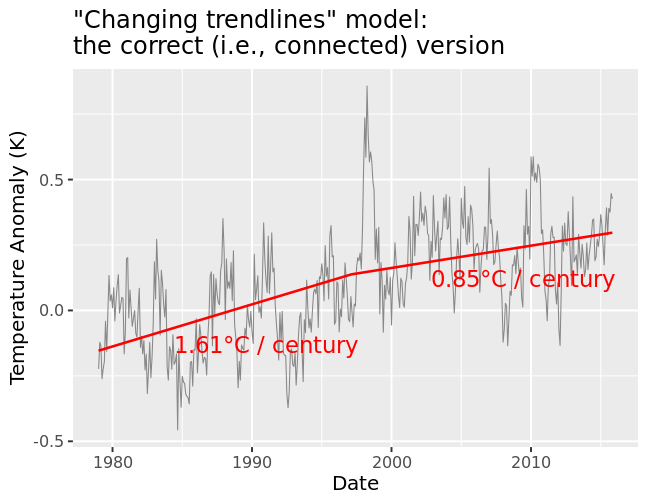 "Changing trendlines" model:
the correct (i.e., connected) version
Temperature Anomaly (K)
0.5
0.0
-0.5
1.61°C / century
0.85°C / century
1980
1990
2000
2010
Date